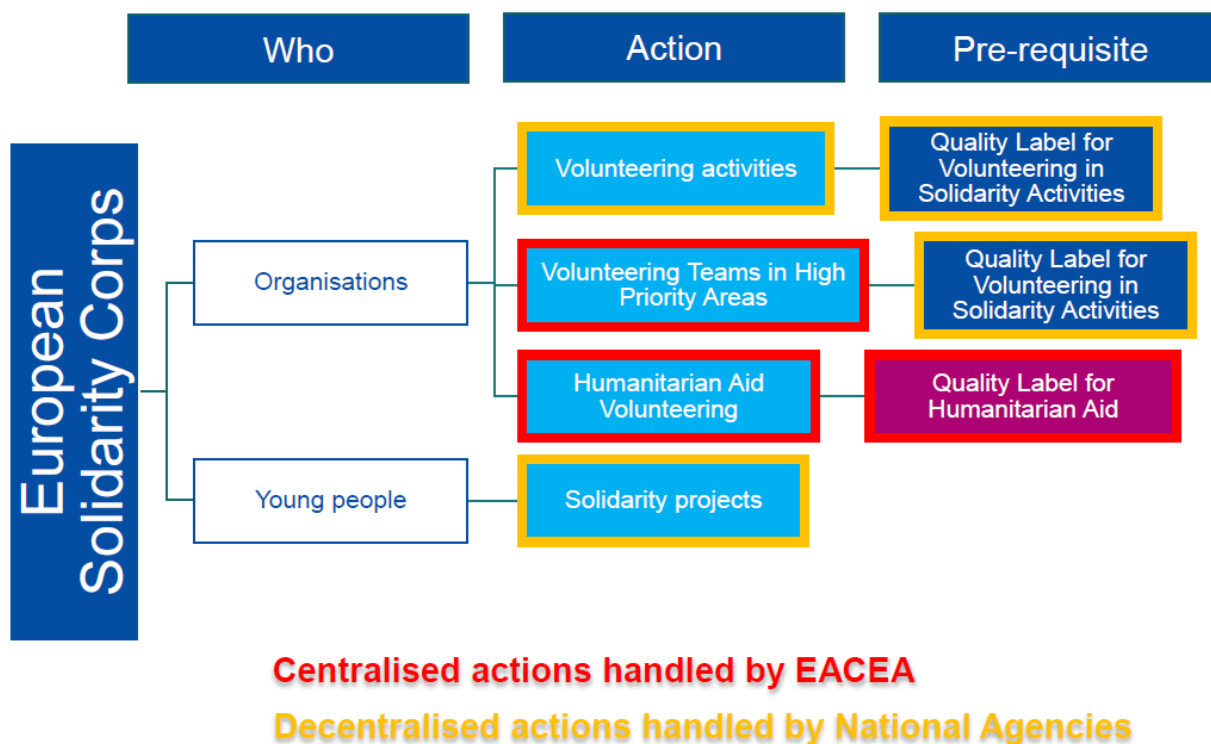 Who
Action
Pre-requisite
European
Solidarity Corps
Organisations
Volunteering activities
Quality Label for
Volunteering in
Solidarity Activities
Volunteering Teams in High
Priority Areas
Quality Label for
Volunteering in
Solidarity Activities
Humanitarian Aid
Volunteering
Quality Label for
Humanitarian Aid
Young people
Solidarity projects
Centralised actions handled by EACEA
Decentralised actions handled by National Agencies